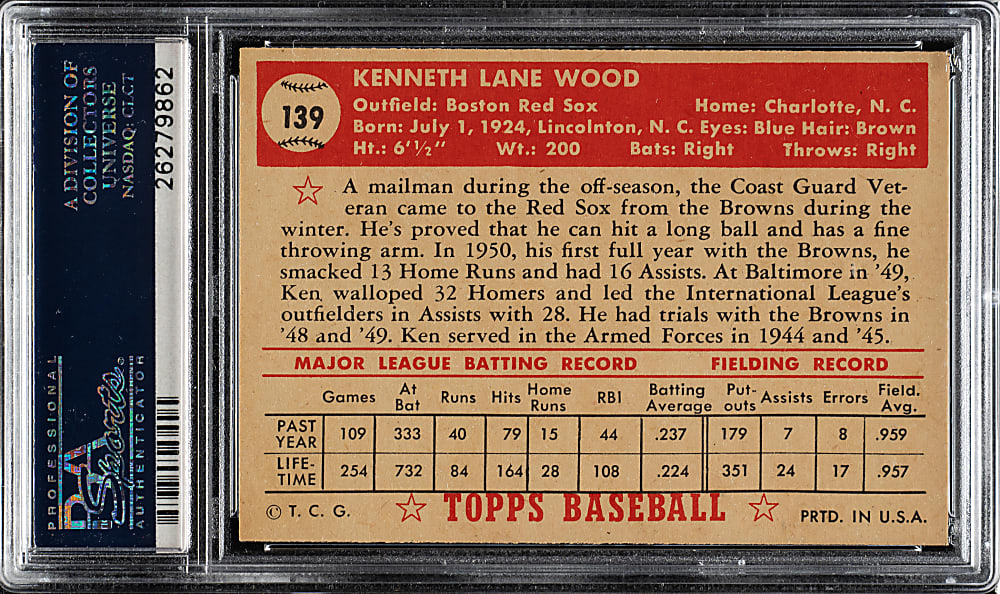 A DIVISION OF
COLLECTORS
UNIVERSE
NASDAQ: CLCT
26279862
PROFESSIONAL
PSA
Sports
AUTHENTICATOR
139
KENNETH LANE WOOD
Outfield: Boston Red Sox Home: Charlotte, N. C.
Born: July 1, 1924, Lincolnton, N. C. Eyes: Blue Hair: Brown
Ht.: 6'½" Wt.: 200 Bats: Right Throws: Right
A mailman during the off-season, the Coast Guard Vet-
eran came to the Red Sox from the Browns during the
winter. He's proved that he can hit a long ball and has a fine
throwing arm. In 1950, his first full year with the Browns, he
smacked 13 Home Runs and had 16 Assists. At Baltimore in '49,
Ken walloped 32 Homers and led the International League's
outfielders in Assists with 28. He had trials with the Browns in
'48 and '49. Ken served in the Armed Forces in 1944 and '45.
MAJOR LEAGUE BATTING RECORD FIELDING RECORD
Games At Bat Runs Hits Home Runs RBI Batting Average Put-outs Assists Errors Field. Avg.
PAST YEAR 109 333 40 79 15 44 .237 179 7 8 .959
LIFE-TIME 254 732 84 164 28 108 .224 351 24 17 .957
© T. C. G. TOPPS BASEBALL PRTD. IN U.S.A.